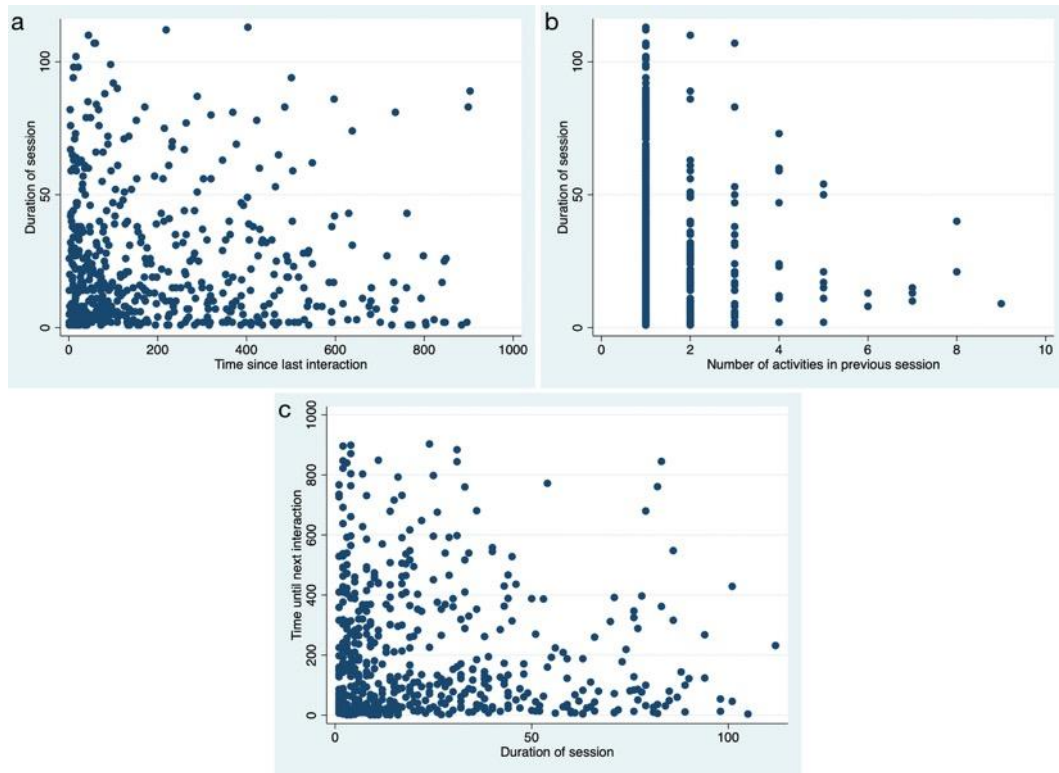 a
100
50
0
Duration of session
0 200 400 600 800 1000
Time since last interaction
b
100
50
0
Duration of session
0 2 4 6 8 10
Number of activities in previous session
c
1000
800
600
400
200
0
Time until next interaction
0 50 100
Duration of session